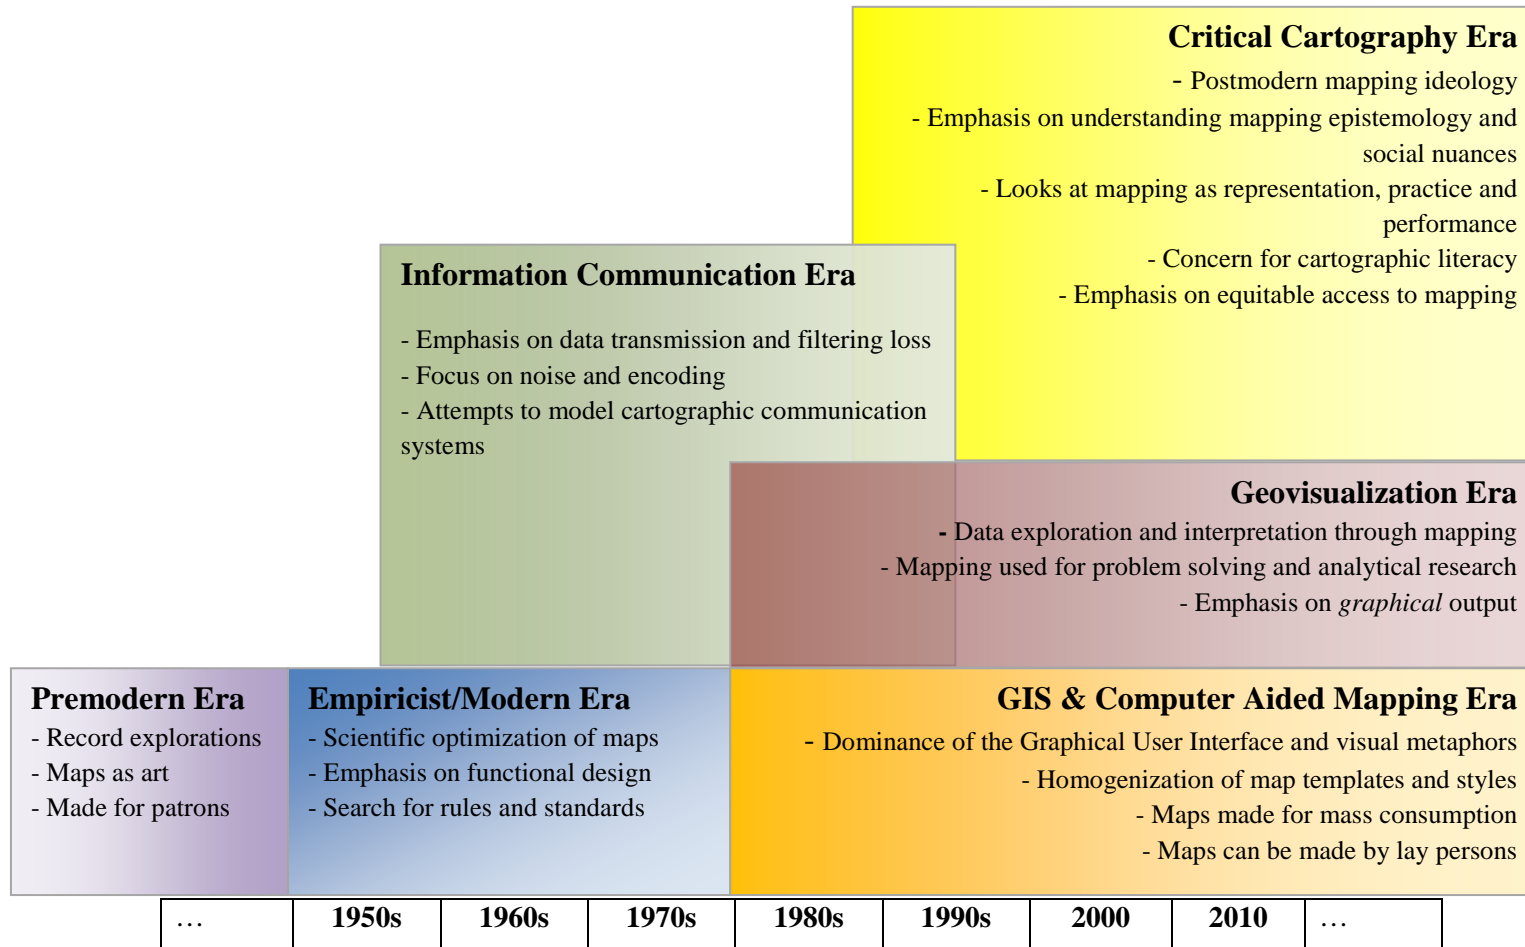 Critical Cartography Era
- Postmodern mapping ideology
- Emphasis on understanding mapping epistemology and
social nuances
- Looks at mapping as representation, practice and
performance
- Concern for cartographic literacy
- Emphasis on equitable access to mapping
Information Communication Era
- Emphasis on data transmission and filtering loss
- Focus on noise and encoding
- Attempts to model cartographic communication
systems
Geovisualization Era
- Data exploration and interpretation through mapping
- Mapping used for problem solving and analytical research
- Emphasis on graphical output
Premodern Era
- Record explorations
- Maps as art
- Made for patrons
Empiricist/Modern Era
- Scientific optimization of maps
- Emphasis on functional design
- Search for rules and standards
GIS & Computer Aided Mapping Era
- Dominance of the Graphical User Interface and visual metaphors
- Homogenization of map templates and styles
- Maps made for mass consumption
- Maps can be made by lay persons
… 1950s 1960s 1970s 1980s 1990s 2000 2010 …